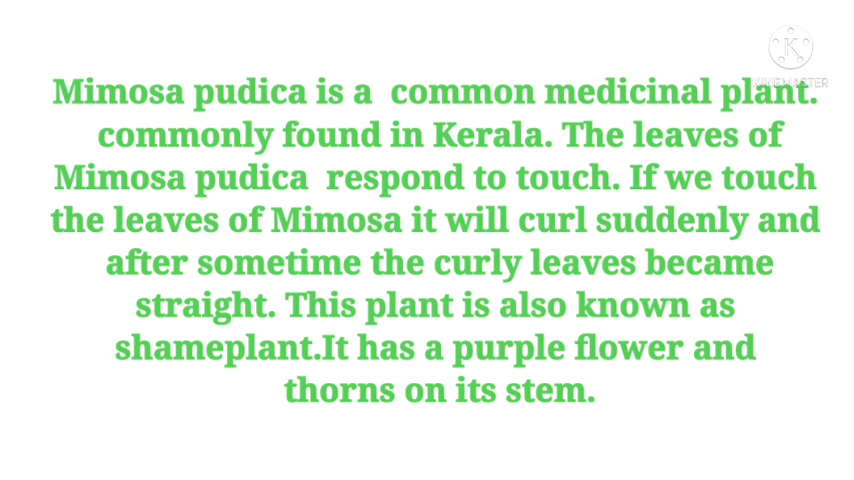 KINEMASTER
Mimosa pudica is a common medicinal plant.
commonly found in Kerala. The leaves of
Mimosa pudica respond to touch. If we touch
the leaves of Mimosa it will curl suddenly and
after sometime the curly leaves became
straight. This plant is also known as
shameplant.It has a purple flower and
thorns on its stem.